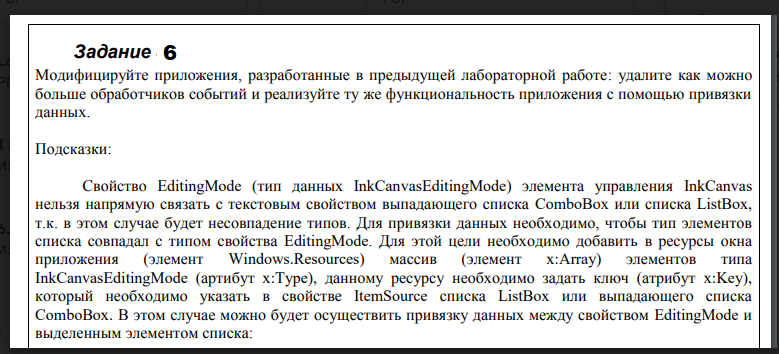 Задание 6
Модифицируйте приложения, разработанные в предыдущей лабораторной работе: удалите как можно
больше обработчиков событий и реализуйте ту же функциональность приложения с помощью привязки
данных.
Подсказки:
Свойство EditingMode (тип данных InkCanvasEditingMode) элемента управления InkCanvas
нельзя напрямую связать с текстовым свойством выпадающего списка ComboBox или списка ListBox,
т.к. в этом случае будет несовпадение типов. Для привязки данных необходимо, чтобы тип элементов
списка совпадал с типом свойства EditingMode. Для этой цели необходимо добавить в ресурсы окна
приложения (элемент Windows.Resources) массив (элемент x:Array) элементов типа
InkCanvasEditingMode (артибут x:Type), данному ресурсу необходимо задать ключ (атрибут x:Key),
который необходимо указать в свойстве ItemSource списка ListBox или выпадающего списка
ComboBox. В этом случае можно будет осуществить привязку данных между свойством EditingMode и
выделенным элементом списка: